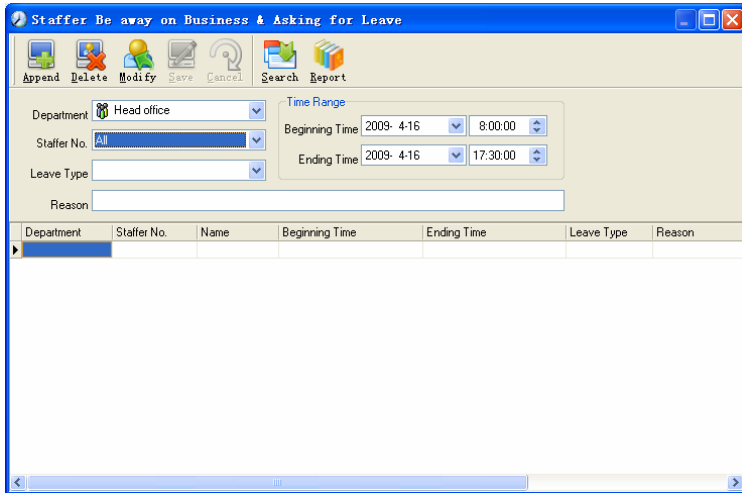 Staffer Be away on Business & Asking for Leave
Append Delete Modify Save Cancel Search Report
Department Head office
Staffer No. All
Leave Type
Reason
Time Range
Beginning Time 2009- 4-16 8:00:00
Ending Time 2009- 4-16 17:30:00
Department Staffer No. Name Beginning Time Ending Time Leave Type Reason